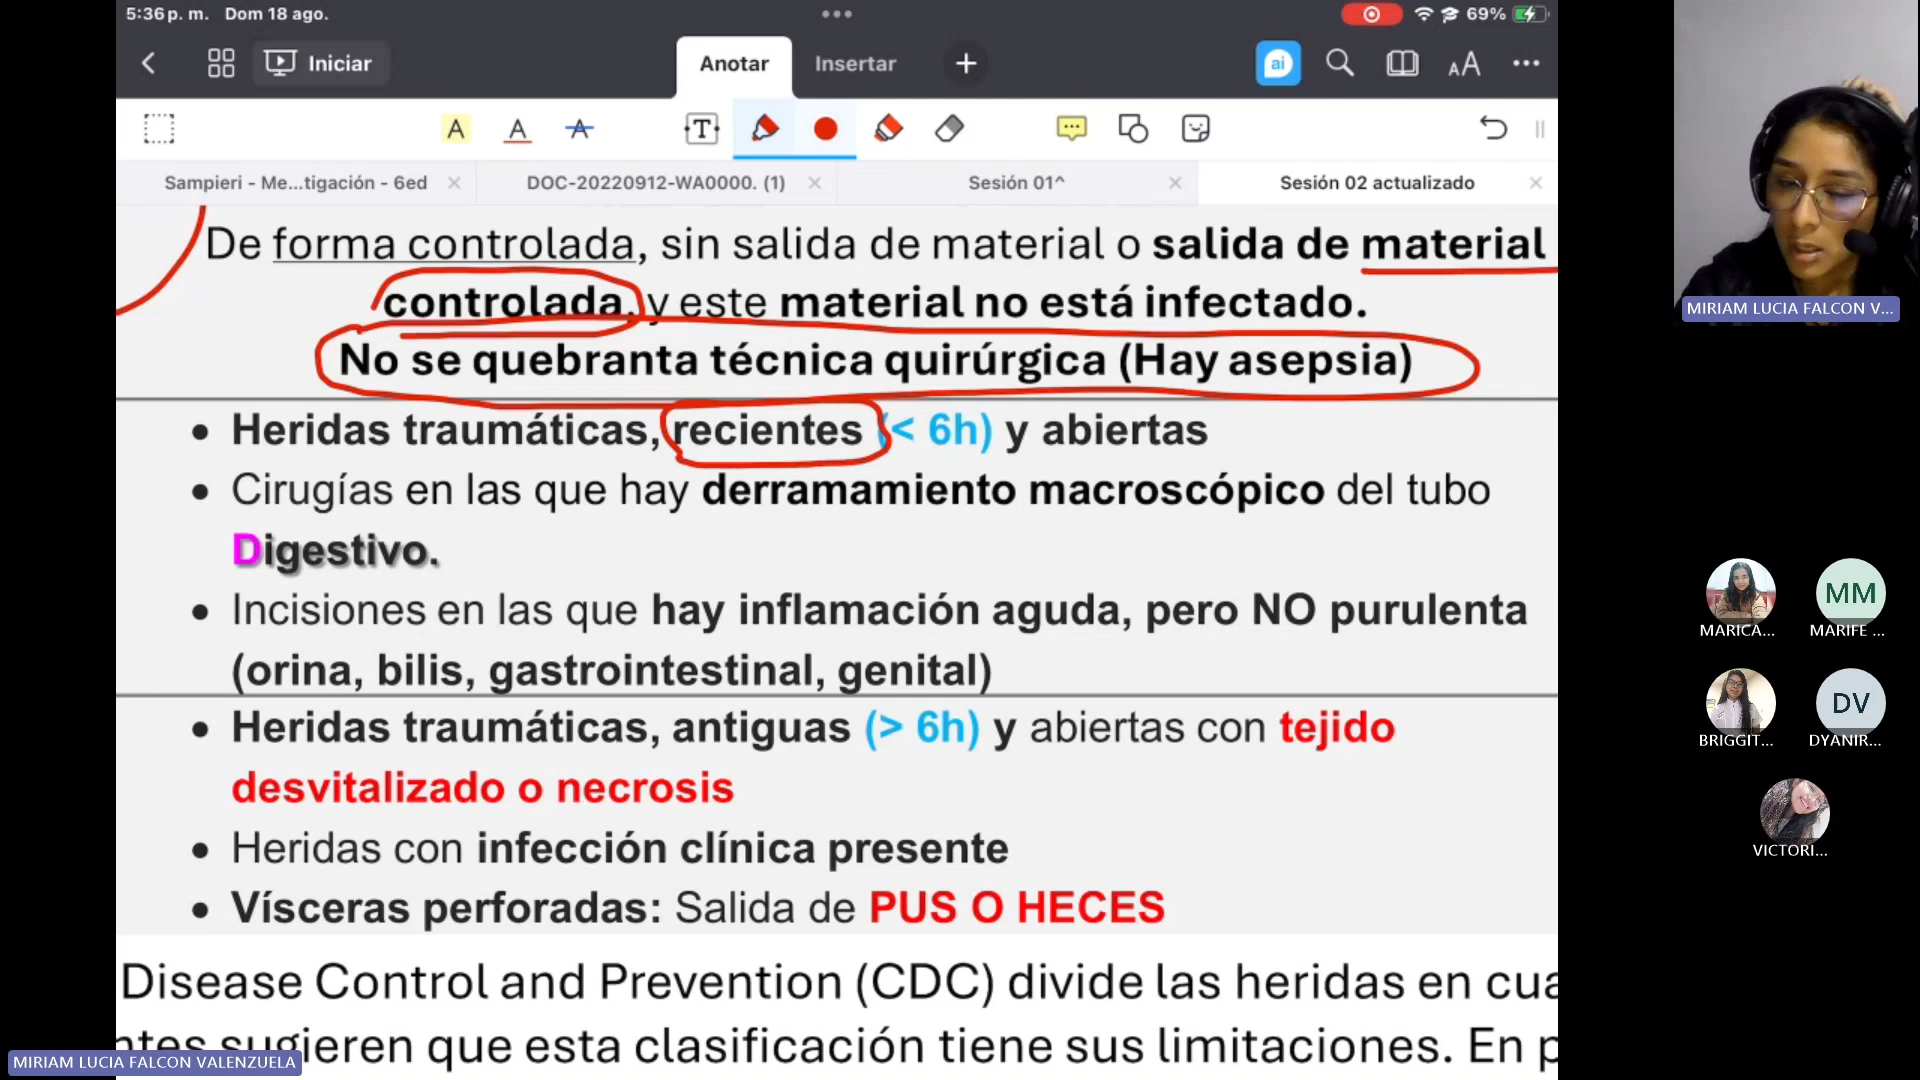 5:36 p. m. Dom 18 ago.
69%
Iniciar
Anotar
Insertar
ai
AA
A A A T
Sampieri - Me...tigación - 6ed
DOC-20220912-WA0000. (1)
Sesión 01^
Sesión 02 actualizado
De forma controlada, sin salida de material o salida de material
controlada, y este material no está infectado.
No se quebranta técnica quirúrgica (Hay asepsia)
• Heridas traumáticas, recientes (< 6h) y abiertas
• Cirugías en las que hay derramamiento macroscópico del tubo
Digestivo.
• Incisiones en las que hay inflamación aguda, pero NO purulenta
(orina, bilis, gastrointestinal, genital)
• Heridas traumáticas, antiguas (> 6h) y abiertas con tejido
desvitalizado o necrosis
• Heridas con infección clínica presente
• Vísceras perforadas: Salida de PUS O HECES
Disease Control and Prevention (CDC) divide las heridas en cua
ntes sugieren que esta clasificación tiene sus limitaciones. En p
MIRIAM LUCIA FALCON VALENZUELA
MIRIAM LUCIA FALCON V...
MARICA...
MM
MARIFE ...
BRIGGIT...
DV
DYANIR...
VICTORI...